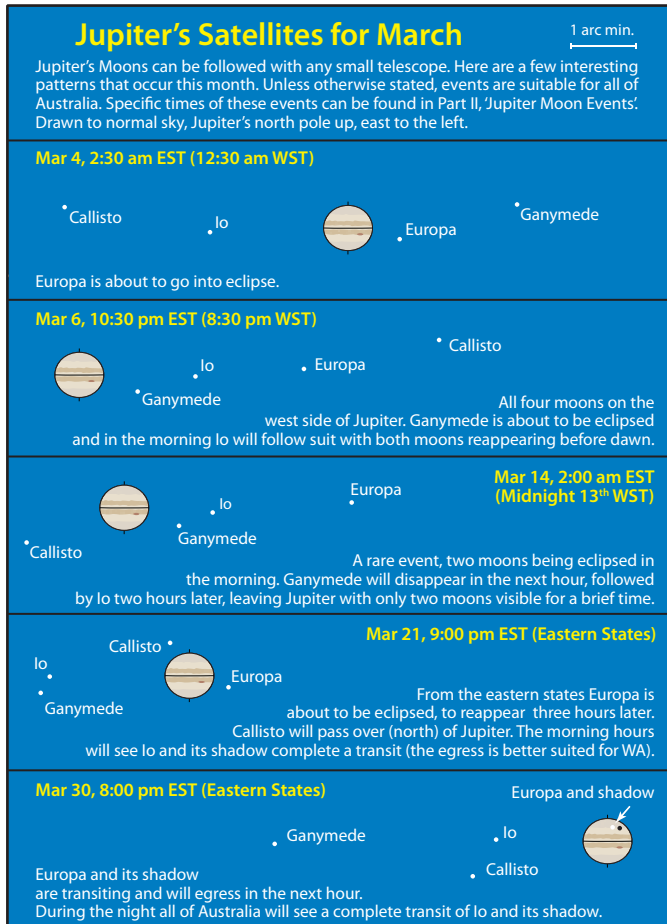 Jupiter's Satellites for March
1 arc min.
Jupiter's Moons can be followed with any small telescope. Here are a few interesting
patterns that occur this month. Unless otherwise stated, events are suitable for all of
Australia. Specific times of these events can be found in Part II, 'Jupiter Moon Events'.
Drawn to normal sky, Jupiter's north pole up, east to the left.
Mar 4, 2:30 am EST (12:30 am WST)
Callisto
Io
Europa
Ganymede
Europa is about to go into eclipse.
Mar 6, 10:30 pm EST (8:30 pm WST)
Callisto
Io
Europa
Ganymede
All four moons on the
west side of Jupiter. Ganymede is about to be eclipsed
and in the morning Io will follow suit with both moons reappearing before dawn.
Mar 14, 2:00 am EST
(Midnight 13th WST)
Europa
Io
Ganymede
Callisto
A rare event, two moons being eclipsed in
the morning. Ganymede will disappear in the next hour, followed
by Io two hours later, leaving Jupiter with only two moons visible for a brief time.
Mar 21, 9:00 pm EST (Eastern States)
Callisto
Io
Europa
Ganymede
From the eastern states Europa is
about to be eclipsed, to reappear three hours later.
Callisto will pass over (north) of Jupiter. The morning hours
will see Io and its shadow complete a transit (the egress is better suited for WA).
Mar 30, 8:00 pm EST (Eastern States)
Europa and shadow
Ganymede
Io
Callisto
Europa and its shadow
are transiting and will egress in the next hour.
During the night all of Australia will see a complete transit of Io and its shadow.